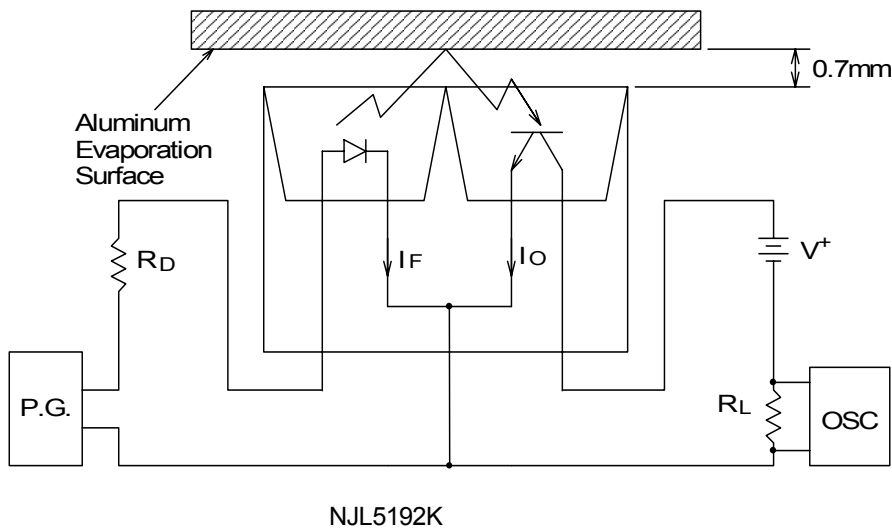 0.7mm
Aluminum
Evaporation
Surface
RD
IF
IO
V+
P.G.
RL
OSC
NJL5192K